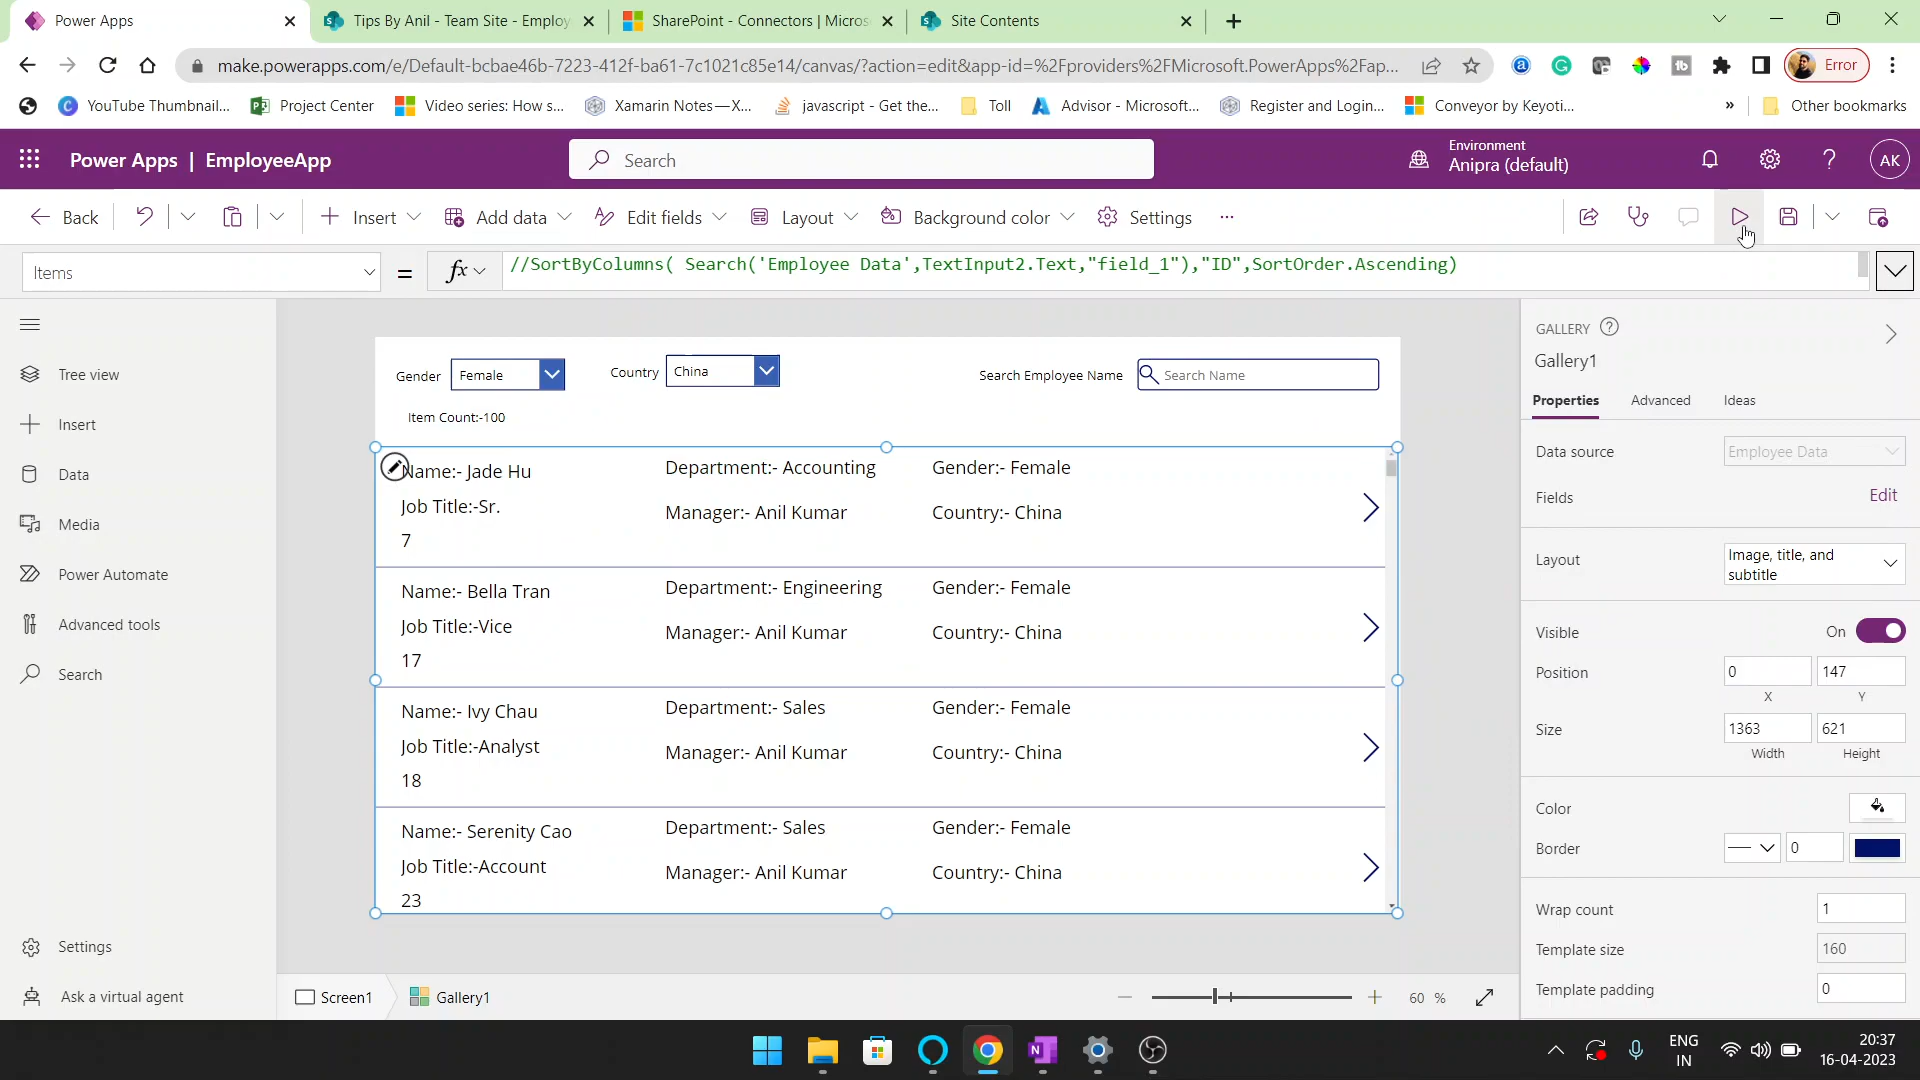 Power Apps
Tips By Anil - Team Site - Employ
SharePoint - Connectors | Micros
Site Contents
make.powerapps.com/e/Default-bcbae46b-7223-412f-ba61-7c1021c85e14/canvas/?action=edit&app-id=%2Fproviders%2FMicrosoft.PowerApps%2Fap...
Error
YouTube Thumbnail...
Project Center
Video series: How s...
Xamarin Notes—X...
javascript - Get the...
Toll
Advisor - Microsoft...
Register and Login...
Conveyor by Keyoti...
»
Other bookmarks
Power Apps | EmployeeApp
Search
Environment
Anipra (default)
AK
Back
Insert
Add data
Edit fields
Layout
Background color
Settings
...
Items
=
fx
//SortByColumns( Search('Employee Data',TextInput2.Text,"field_1"),"ID",SortOrder.Ascending)
Tree view
Insert
Data
Media
Power Automate
Advanced tools
Search
Settings
Ask a virtual agent
Gender
Female
Country
China
Search Employee Name
Search Name
Item Count:-100
Name:- Jade Hu
Department:- Accounting
Gender:- Female
Job Title:-Sr.
Manager:- Anil Kumar
Country:- China
7
Name:- Bella Tran
Department:- Engineering
Gender:- Female
Job Title:-Vice
Manager:- Anil Kumar
Country:- China
17
Name:- Ivy Chau
Department:- Sales
Gender:- Female
Job Title:-Analyst
Manager:- Anil Kumar
Country:- China
18
Name:- Serenity Cao
Department:- Sales
Gender:- Female
Job Title:-Account
Manager:- Anil Kumar
Country:- China
23
Screen1
Gallery1
60 %
GALLERY
Gallery1
Properties
Advanced
Ideas
Data source
Employee Data
Fields
Edit
Layout
Image, title, and
subtitle
Visible
On
Position
0
147
X
Y
Size
1363
621
Width
Height
Color
Border
0
Wrap count
1
Template size
160
Template padding
0
ENG
IN
20:37
16-04-2023